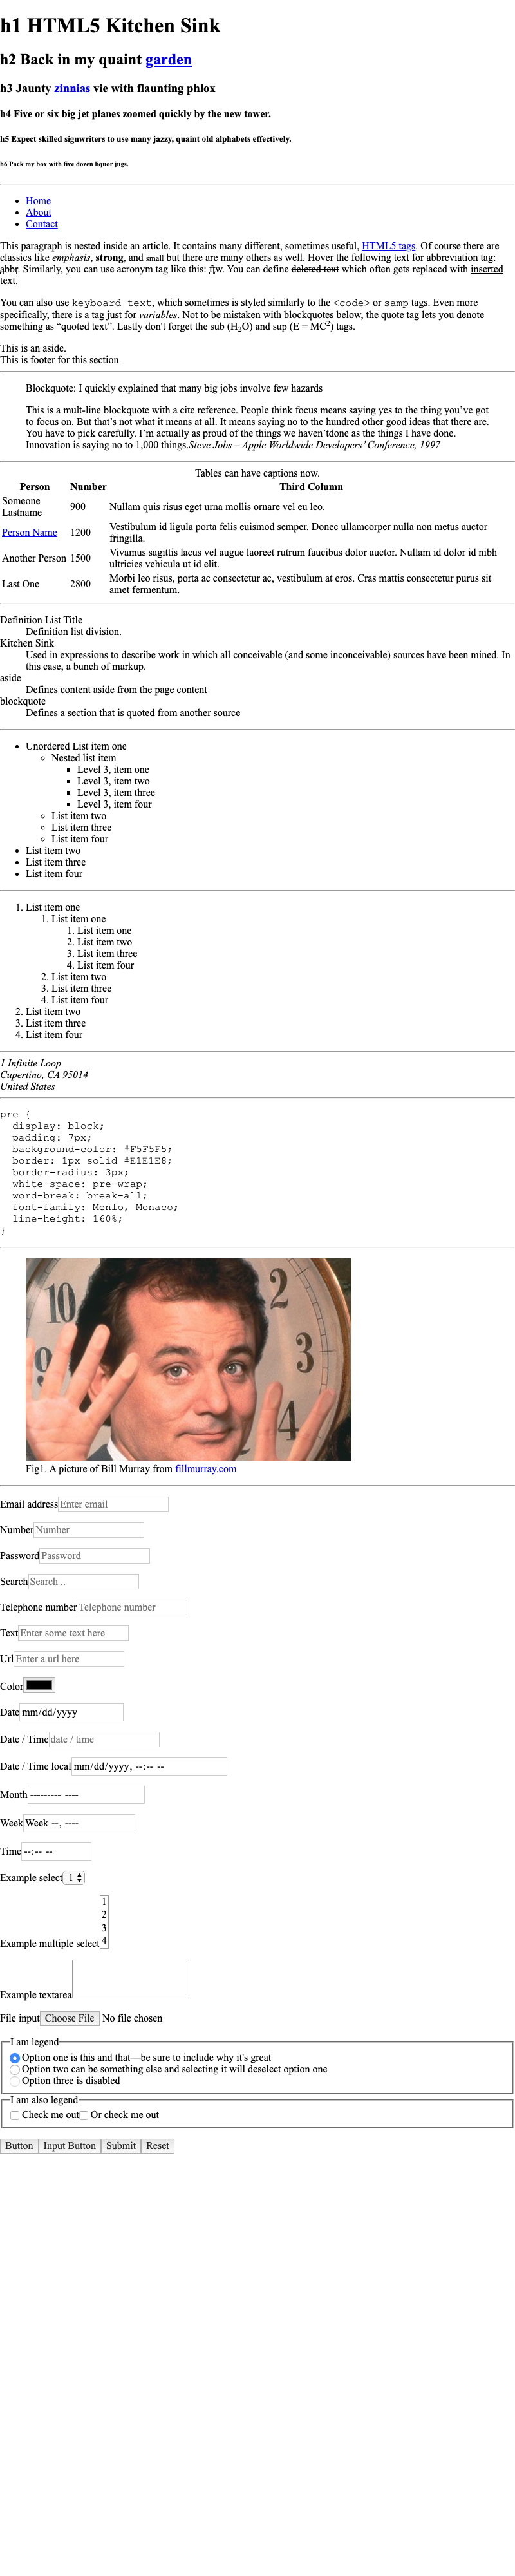 h1 HTML5 Kitchen Sink
h2 Back in my quaint garden
h3 Jaunty zinnias vie with flaunting phlox
h4 Five or six big jet planes zoomed quickly by the new tower.
h5 Expect skilled signwriters to use many jazzy, quaint old alphabets effectively.
h6 Pack my box with five dozen liquor jugs.
Home
About
Contact
This paragraph is nested inside an article. It contains many different, sometimes useful, HTML5 tags. Of course there are
classics like emphasis, strong, and small but there are many others as well. Hover the following text for abbreviation tag:
abbr. Similarly, you can use acronym tag like this: ftw. You can define deleted text which often gets replaced with inserted
text.
You can also use keyboard text, which sometimes is styled similarly to the <code> or samp tags. Even more
specifically, there is a tag just for variables. Not to be mistaken with blockquotes below, the quote tag lets you denote
something as “quoted text”. Lastly don't forget the sub (H2O) and sup (E = MC2) tags.
This is an aside.
This is footer for this section
Blockquote: I quickly explained that many big jobs involve few hazards
This is a mult-line blockquote with a cite reference. People think focus means saying yes to the thing you’ve got
to focus on. But that’s not what it means at all. It means saying no to the hundred other good ideas that there are.
You have to pick carefully. I’m actually as proud of the things we haven’tdone as the things I have done.
Innovation is saying no to 1,000 things.Steve Jobs – Apple Worldwide Developers’ Conference, 1997
Tables can have captions now.
Person Number Third Column
Someone
Lastname 900 Nullam quis risus eget urna mollis ornare vel eu leo.
Person Name 1200 Vestibulum id ligula porta felis euismod semper. Donec ullamcorper nulla non metus auctor
fringilla.
Another Person 1500 Vivamus sagittis lacus vel augue laoreet rutrum faucibus dolor auctor. Nullam id dolor id nibh
ultricies vehicula ut id elit.
Last One 2800 Morbi leo risus, porta ac consectetur ac, vestibulum at eros. Cras mattis consectetur purus sit
amet fermentum.
Definition List Title
Definition list division.
Kitchen Sink
Used in expressions to describe work in which all conceivable (and some inconceivable) sources have been mined. In
this case, a bunch of markup.
aside
Defines content aside from the page content
blockquote
Defines a section that is quoted from another source
Unordered List item one
Nested list item
Level 3, item one
Level 3, item two
Level 3, item three
Level 3, item four
List item two
List item three
List item four
List item two
List item three
List item four
1. List item one
1. List item one
1. List item one
2. List item two
3. List item three
4. List item four
2. List item two
3. List item three
4. List item four
2. List item two
3. List item three
4. List item four
1 Infinite Loop
Cupertino, CA 95014
United States
pre {
  display: block;
  padding: 7px;
  background-color: #F5F5F5;
  border: 1px solid #E1E1E8;
  border-radius: 3px;
  white-space: pre-wrap;
  word-break: break-all;
  font-family: Menlo, Monaco;
  line-height: 160%;
}
10
9
8
2
3
Fig1. A picture of Bill Murray from fillmurray.com
Email address Enter email
Number Number
Password Password
Search Search ..
Telephone number Telephone number
Text Enter some text here
Url Enter a url here
Color
Date mm/dd/yyyy
Date / Time date / time
Date / Time local mm/dd/yyyy, --:-- --
Month --------- ----
Week Week --, ----
Time --:-- --
Example select 1
1
2
3
Example multiple select 4
Example textarea
File input Choose File No file chosen
I am legend
Option one is this and that—be sure to include why it's great
Option two can be something else and selecting it will deselect option one
Option three is disabled
I am also legend
Check me out Or check me out
Button Input Button Submit Reset